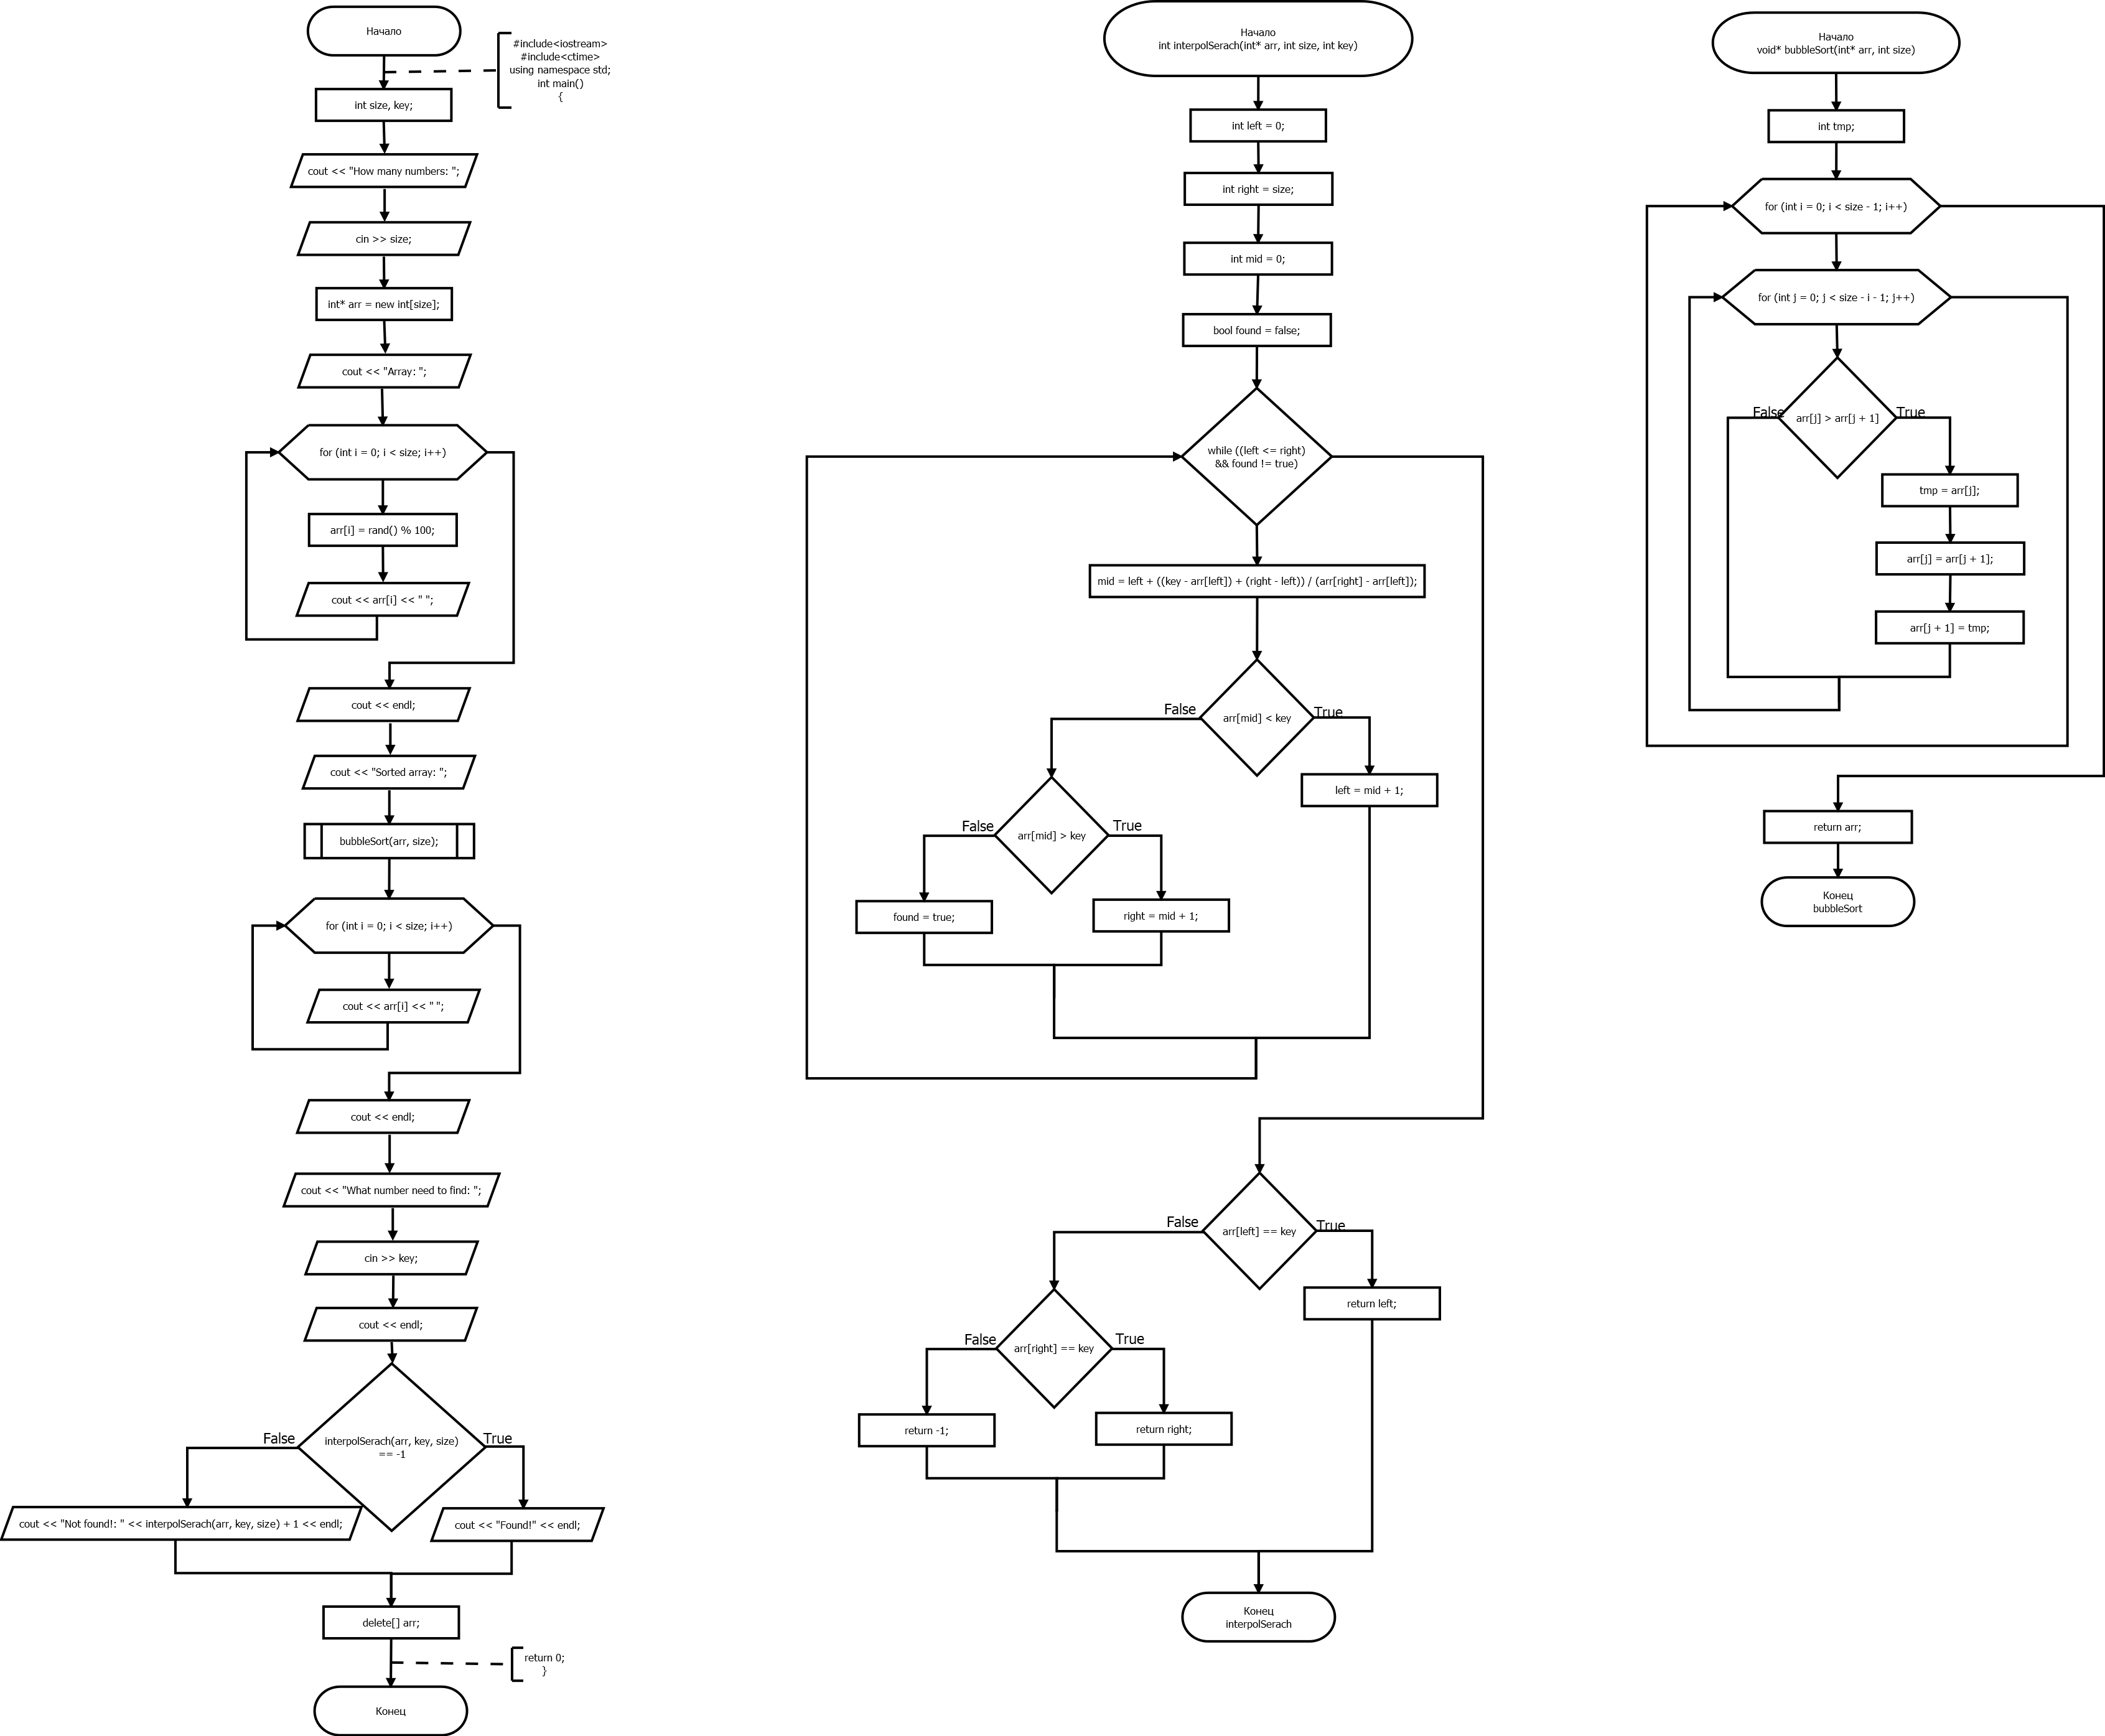 Начало
#include<iostream>
#include<ctime>
using namespace std;
int main()
{
int size, key;
cout << "How many numbers: ";
cin >> size;
int* arr = new int[size];
cout << "Array: ";
for (int i = 0; i < size; i++)
arr[i] = rand() % 100;
cout << arr[i] << " ";
cout << endl;
cout << "Sorted array: ";
bubbleSort(arr, size);
for (int i = 0; i < size; i++)
cout << arr[i] << " ";
cout << endl;
cout << "What number need to find: ";
cin >> key;
cout << endl;
interpolSerach(arr, key, size)
== -1
False
True
cout << "Not found!: " << interpolSerach(arr, key, size) + 1 << endl;
cout << "Found!" << endl;
delete[] arr;
return 0;
}
Конец
Начало
int interpolSerach(int* arr, int size, int key)
int left = 0;
int right = size;
int mid = 0;
bool found = false;
while ((left <= right)
&& found != true)
mid = left + ((key - arr[left]) + (right - left)) / (arr[right] - arr[left]);
False
arr[mid] < key
True
left = mid + 1;
False
arr[mid] > key
True
found = true;
right = mid + 1;
False
arr[left] == key
True
return left;
False
arr[right] == key
True
return -1;
return right;
Конец
interpolSerach
Начало
void* bubbleSort(int* arr, int size)
int tmp;
for (int i = 0; i < size - 1; i++)
for (int j = 0; j < size - i - 1; j++)
False
arr[j] > arr[j + 1]
True
tmp = arr[j];
arr[j] = arr[j + 1];
arr[j + 1] = tmp;
return arr;
Конец
bubbleSort